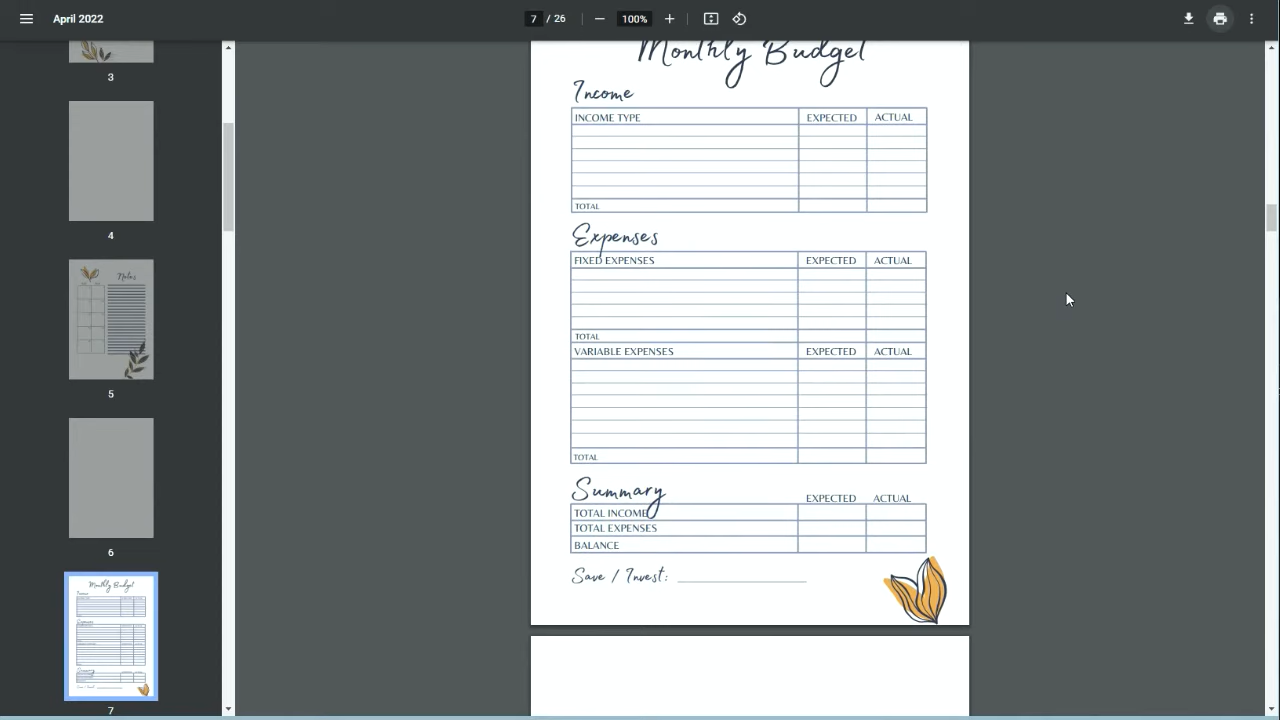 April 2022
7 / 26
100%
3
4
Notes
5
6
Monthly Budget
7
Monthly Budget
Income
INCOME TYPE EXPECTED ACTUAL
TOTAL
Expenses
FIXED EXPENSES EXPECTED ACTUAL
TOTAL
VARIABLE EXPENSES EXPECTED ACTUAL
TOTAL
Summary EXPECTED ACTUAL
TOTAL INCOME
TOTAL EXPENSES
BALANCE
Save / Invest: